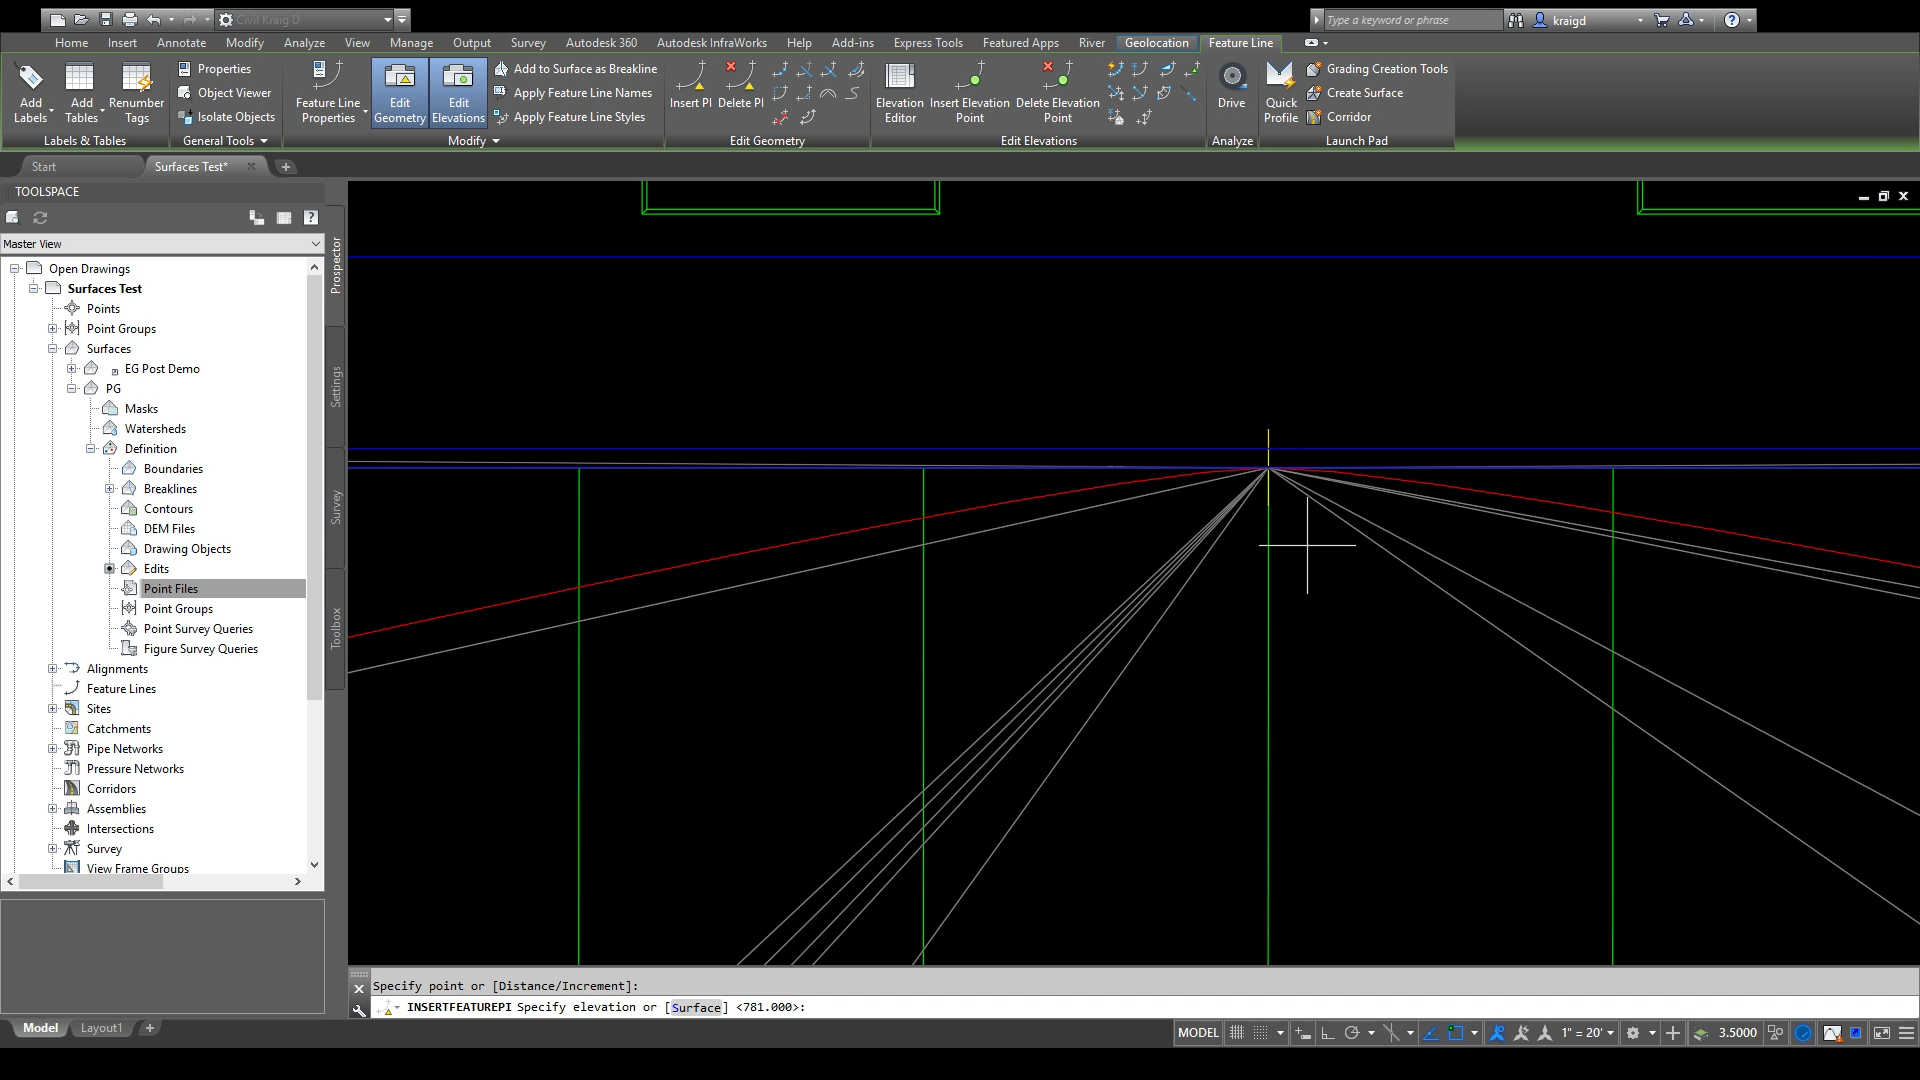 Civil Kraig D
Type a keyword or phrase
kraigd
Home Insert Annotate Modify Analyze View Manage Output Survey Autodesk 360 Autodesk InfraWorks Help Add-ins Express Tools Featured Apps River Geolocation Feature Line
Add Labels
Add Tables
Renumber Tags
Properties
Object Viewer
Isolate Objects
Feature Line Properties
Edit Geometry
Edit Elevations
Add to Surface as Breakline
Apply Feature Line Names
Apply Feature Line Styles
Insert PI
Delete PI
Elevation Editor
Insert Elevation Point
Delete Elevation Point
Drive
Quick Profile
Grading Creation Tools
Create Surface
Corridor
Labels & Tables
General Tools
Modify
Edit Geometry
Edit Elevations
Analyze
Launch Pad
Start
Surfaces Test*
TOOLSPACE
Master View
Open Drawings
Surfaces Test
Points
Point Groups
Surfaces
EG Post Demo
PG
Masks
Watersheds
Definition
Boundaries
Breaklines
Contours
DEM Files
Drawing Objects
Edits
Point Files
Point Groups
Point Survey Queries
Figure Survey Queries
Alignments
Feature Lines
Sites
Catchments
Pipe Networks
Pressure Networks
Corridors
Assemblies
Intersections
Survey
View Frame Groups
Prospector
Settings
Survey
Toolbox
Specify point or [Distance/Increment]:
INSERTFEATUREPI Specify elevation or [Surface] <781.000>:
Model
Layout1
MODEL
1" = 20'
3.5000